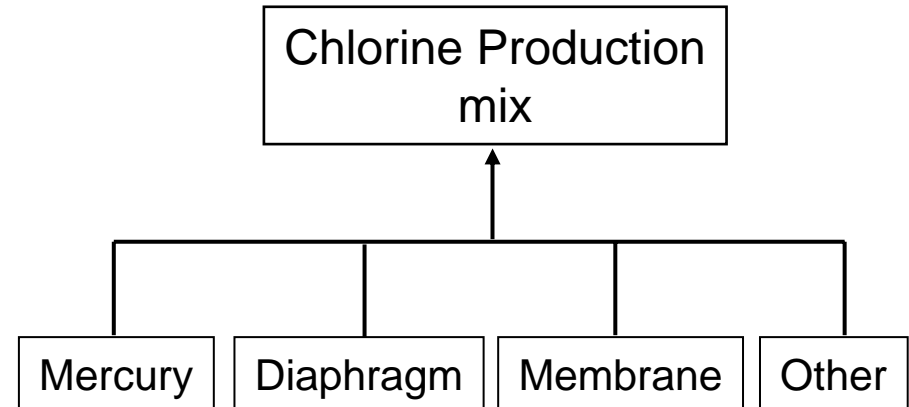 Chlorine Production
mix
Mercury
Diaphragm
Membrane
Other